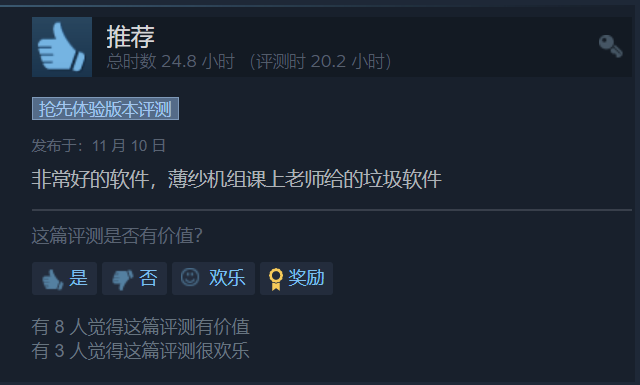 推荐
总时数 24.8 小时 （评测时 20.2 小时）
抢先体验版本评测
发布于：11 月 10 日
非常好的软件，薄纱机组课上老师给的垃圾软件
这篇评测是否有价值？
是 否 欢乐 奖励
有 8 人觉得这篇评测有价值
有 3 人觉得这篇评测很欢乐